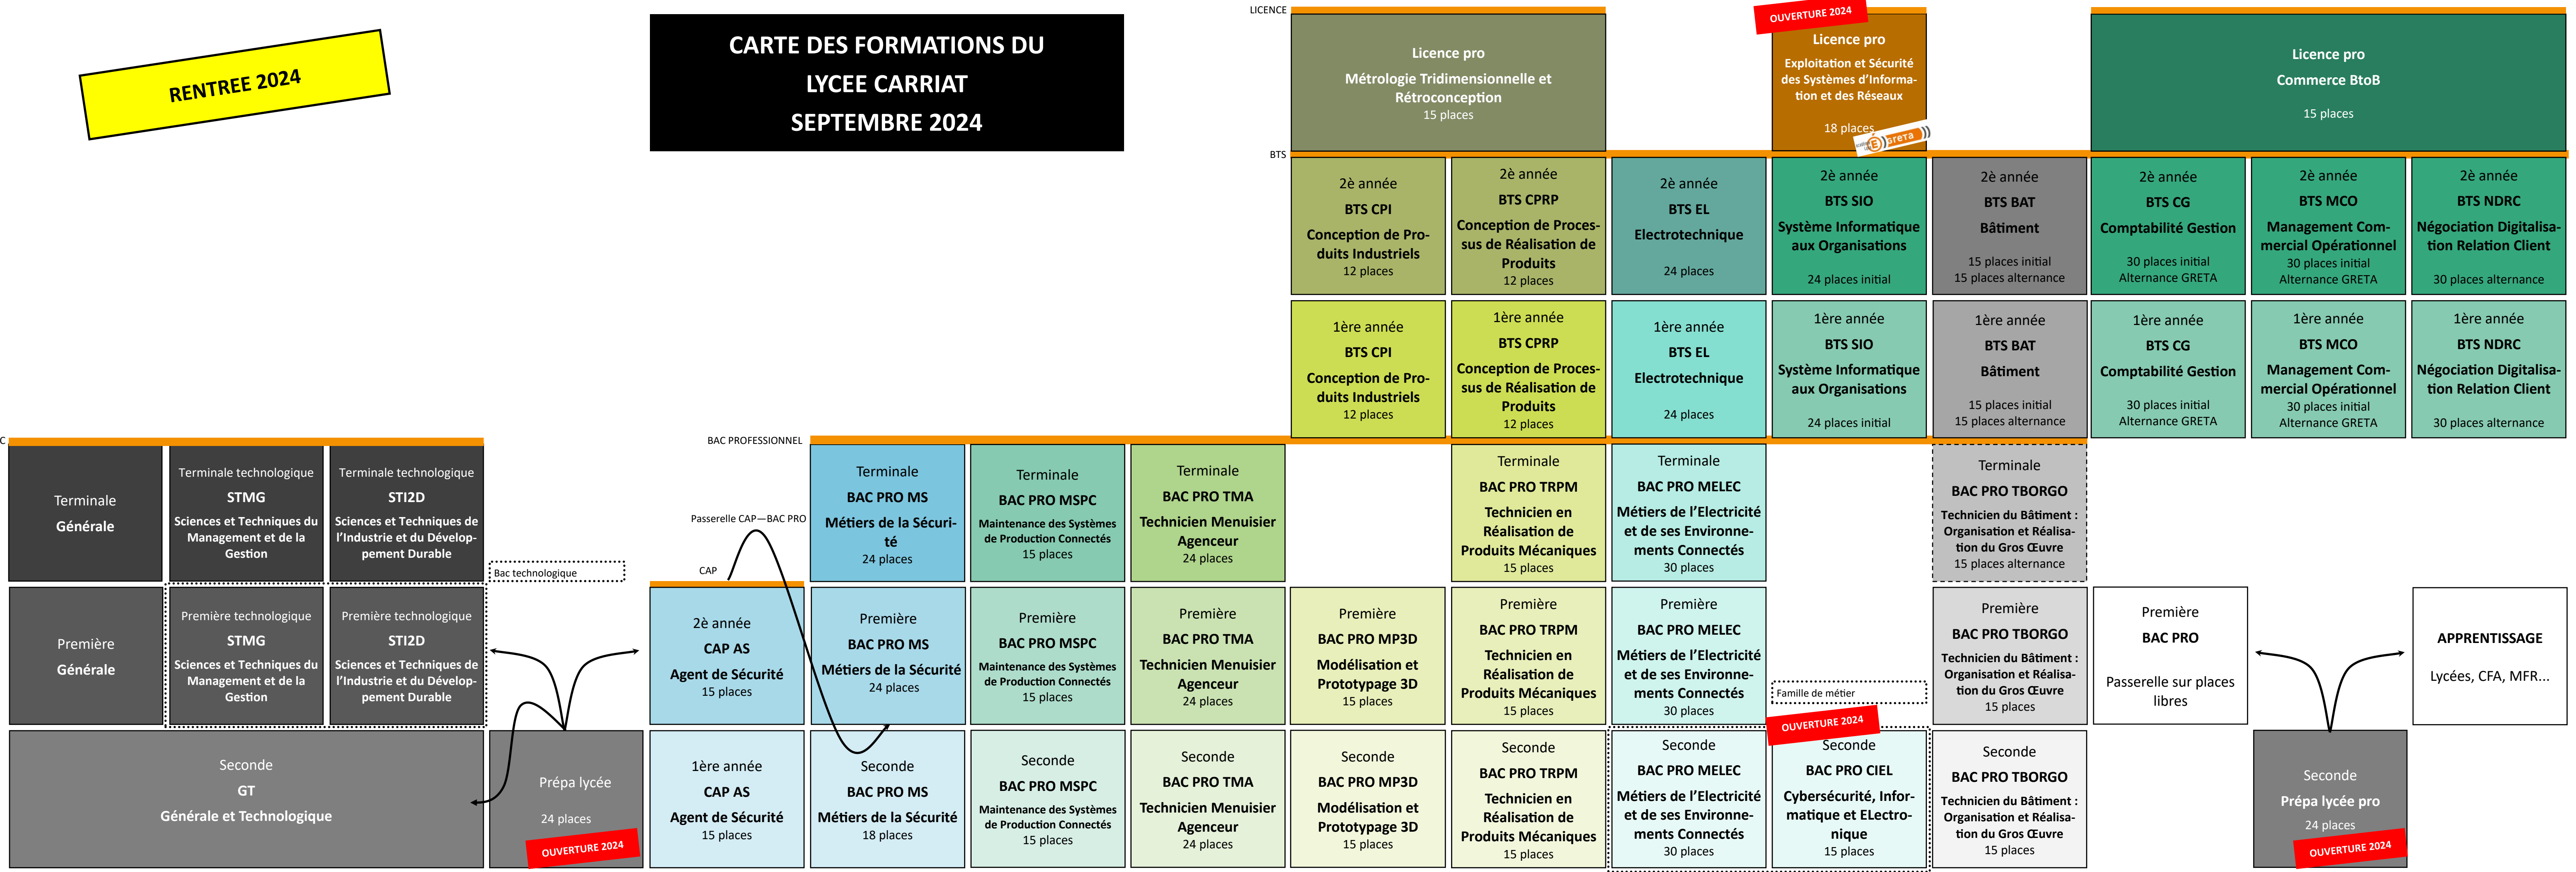 RENTREE 2024
CARTE DES FORMATIONS DU
LYCEE CARRIAT
SEPTEMBRE 2024
LICENCE
Licence pro
Métrologie Tridimensionnelle et
Rétroconception
15 places
OUVERTURE 2024
Licence pro
Exploitation et Sécurité
des Systèmes d'Informa-
tion et des Réseaux
18 places
Greta
Licence pro
Commerce BtoB
15 places
BTS
2è année
BTS CPI
Conception de Pro-
duits Industriels
12 places
2è année
BTS CPRP
Conception de Proces-
sus de Réalisation de
Produits
12 places
2è année
BTS EL
Electrotechnique
24 places
2è année
BTS SIO
Système Informatique
aux Organisations
24 places initial
2è année
BTS BAT
Bâtiment
15 places initial
15 places alternance
2è année
BTS CG
Comptabilité Gestion
30 places initial
Alternance GRETA
2è année
BTS MCO
Management Com-
mercial Opérationnel
30 places initial
Alternance GRETA
2è année
BTS NDRC
Négociation Digitalisa-
tion Relation Client
30 places alternance
1ère année
BTS CPI
Conception de Pro-
duits Industriels
12 places
1ère année
BTS CPRP
Conception de Proces-
sus de Réalisation de
Produits
12 places
1ère année
BTS EL
Electrotechnique
24 places
1ère année
BTS SIO
Système Informatique
aux Organisations
24 places initial
1ère année
BTS BAT
Bâtiment
15 places initial
15 places alternance
1ère année
BTS CG
Comptabilité Gestion
30 places initial
Alternance GRETA
1ère année
BTS MCO
Management Com-
mercial Opérationnel
30 places initial
Alternance GRETA
1ère année
BTS NDRC
Négociation Digitalisa-
tion Relation Client
30 places alternance
C
BAC PROFESSIONNEL
Terminale
Générale
Terminale technologique
STMG
Sciences et Techniques du
Management et de la
Gestion
Terminale technologique
STI2D
Sciences et Techniques de
l'Industrie et du Dévelop-
pement Durable
Bac technologique
Passerelle CAP—BAC PRO
CAP
Terminale
BAC PRO MS
Métiers de la Sécuri-
té
24 places
Terminale
BAC PRO MSPC
Maintenance des Systèmes
de Production Connectés
15 places
Terminale
BAC PRO TMA
Technicien Menuisier
Agenceur
24 places
Terminale
BAC PRO TRPM
Technicien en
Réalisation de
Produits Mécaniques
15 places
Terminale
BAC PRO MELEC
Métiers de l'Electricité
et de ses Environne-
ments Connectés
30 places
Terminale
BAC PRO TBORGO
Technicien du Bâtiment :
Organisation et Réalisa-
tion du Gros Œuvre
15 places alternance
Première
Générale
Première technologique
STMG
Sciences et Techniques du
Management et de la
Gestion
Première technologique
STI2D
Sciences et Techniques de
l'Industrie et du Dévelop-
pement Durable
2è année
CAP AS
Agent de Sécurité
15 places
Première
BAC PRO MS
Métiers de la Sécurité
24 places
Première
BAC PRO MSPC
Maintenance des Systèmes
de Production Connectés
15 places
Première
BAC PRO TMA
Technicien Menuisier
Agenceur
24 places
Première
BAC PRO MP3D
Modélisation et
Prototypage 3D
15 places
Première
BAC PRO TRPM
Technicien en
Réalisation de
Produits Mécaniques
15 places
Première
BAC PRO MELEC
Métiers de l'Electricité
et de ses Environne-
ments Connectés
30 places
Famille de métier
Première
BAC PRO TBORGO
Technicien du Bâtiment :
Organisation et Réalisa-
tion du Gros Œuvre
15 places
Première
BAC PRO
Passerelle sur places
libres
APPRENTISSAGE
Lycées, CFA, MFR...
Seconde
GT
Générale et Technologique
Prépa lycée
24 places
OUVERTURE 2024
1ère année
CAP AS
Agent de Sécurité
15 places
Seconde
BAC PRO MS
Métiers de la Sécurité
18 places
Seconde
BAC PRO MSPC
Maintenance des Systèmes
de Production Connectés
15 places
Seconde
BAC PRO TMA
Technicien Menuisier
Agenceur
24 places
Seconde
BAC PRO MP3D
Modélisation et
Prototypage 3D
15 places
Seconde
BAC PRO TRPM
Technicien en
Réalisation de
Produits Mécaniques
15 places
Seconde
BAC PRO MELEC
Métiers de l'Electricité
et de ses Environne-
ments Connectés
30 places
OUVERTURE 2024
Seconde
BAC PRO CIEL
Cybersécurité, Infor-
matique et ELectro-
nique
15 places
Seconde
BAC PRO TBORGO
Technicien du Bâtiment :
Organisation et Réalisa-
tion du Gros Œuvre
15 places
Seconde
Prépa lycée pro
24 places
OUVERTURE 2024